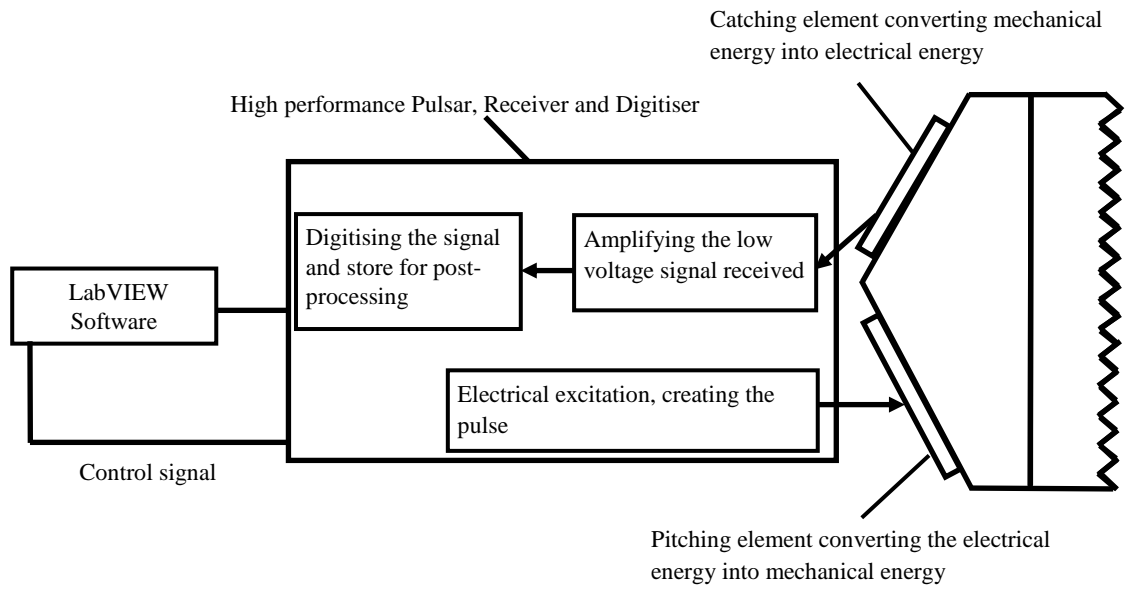 Catching element converting mechanical
energy into electrical energy
High performance Pulsar, Receiver and Digitiser
Digitising the signal
and store for post-
processing
Amplifying the low
voltage signal received
LabVIEW
Software
Electrical excitation, creating the
pulse
Control signal
Pitching element converting the electrical
energy into mechanical energy